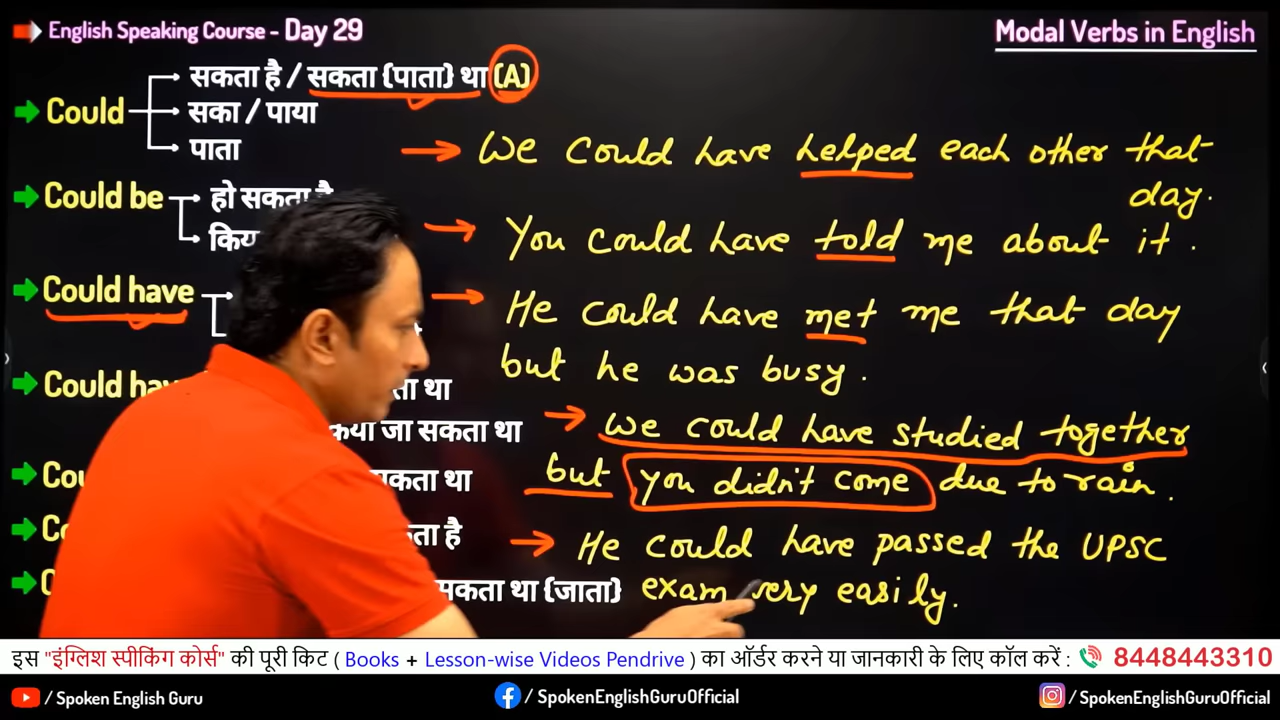 English Speaking Course - Day 29
Modal Verbs in English
सकता है / सकता {पाता} था (A)
Could
सका / पाया
पाता
We could have helped each other that
day.
Could be
हो सकता है
You could have told me about it.
Could have
He could have met me that day
but he was busy.
ता था
We could have studied together
किया जा सकता था
but you didn't come due to rain.
सकता था
He could have passed the UPSC
कता है
exam very easily.
सकता था {जाता}
इस "इंग्लिश स्पीकिंग कोर्स" की पूरी किट ( Books + Lesson-wise Videos Pendrive ) का ऑर्डर करने या जानकारी के लिए कॉल करें : 8448443310
/ Spoken English Guru
/ SpokenEnglishGuruOfficial
/ SpokenEnglishGuruOfficial